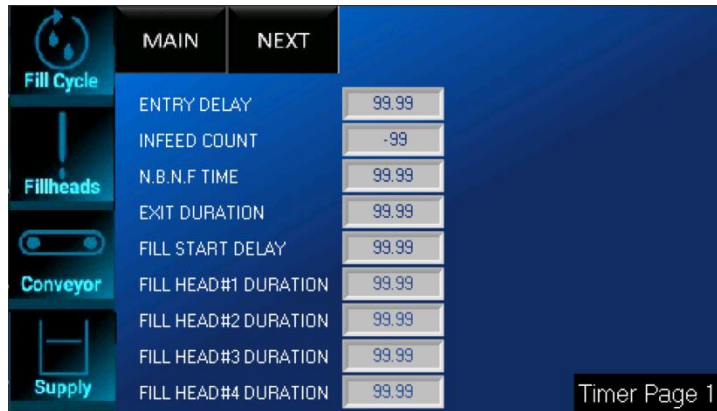 MAIN NEXT
Fill Cycle
ENTRY DELAY 99.99
INFEED COUNT -99
N.B.N.F TIME 99.99
Fillheads
EXIT DURATION 99.99
FILL START DELAY 99.99
Conveyor
FILL HEAD#1 DURATION 99.99
FILL HEAD#2 DURATION 99.99
FILL HEAD#3 DURATION 99.99
Supply
FILL HEAD#4 DURATION 99.99
Timer Page 1